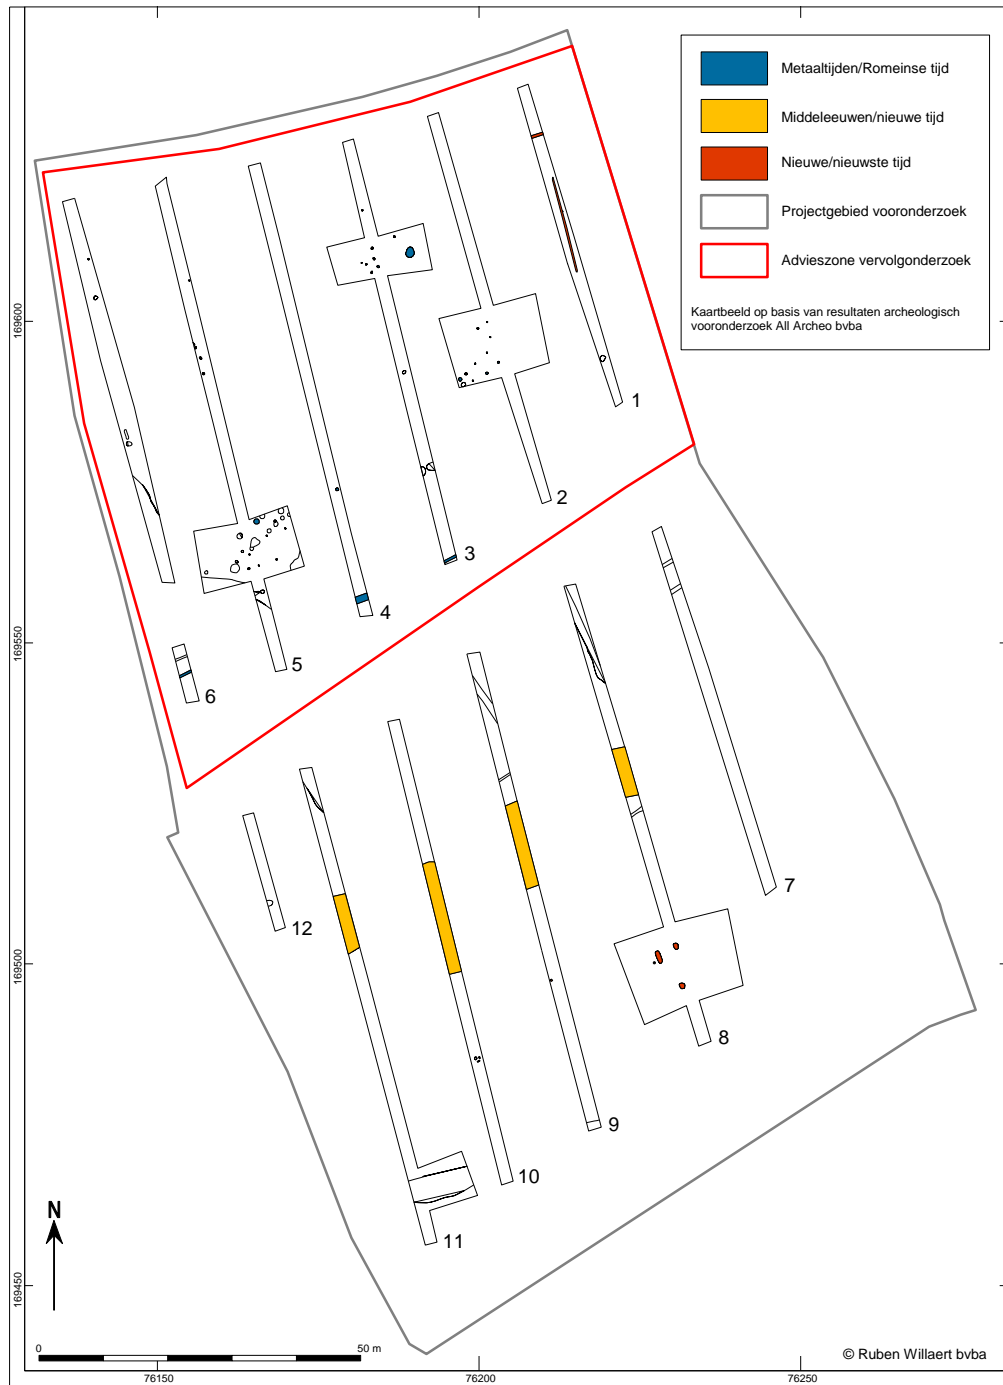 Metaaltijden/Romeinse tijd
Middeleeuwen/nieuwe tijd
Nieuwe/nieuwste tijd
Projectgebied vooronderzoek
Advieszone vervolgonderzoek
Kaartbeeld op basis van resultaten archeologisch
vooronderzoek All Archeo bvba
169600
169550
169500
169450
1
2
3
4
5
6
7
8
9
10
11
12
N
0
50 m
© Ruben Willaert bvba
76150
76200
76250